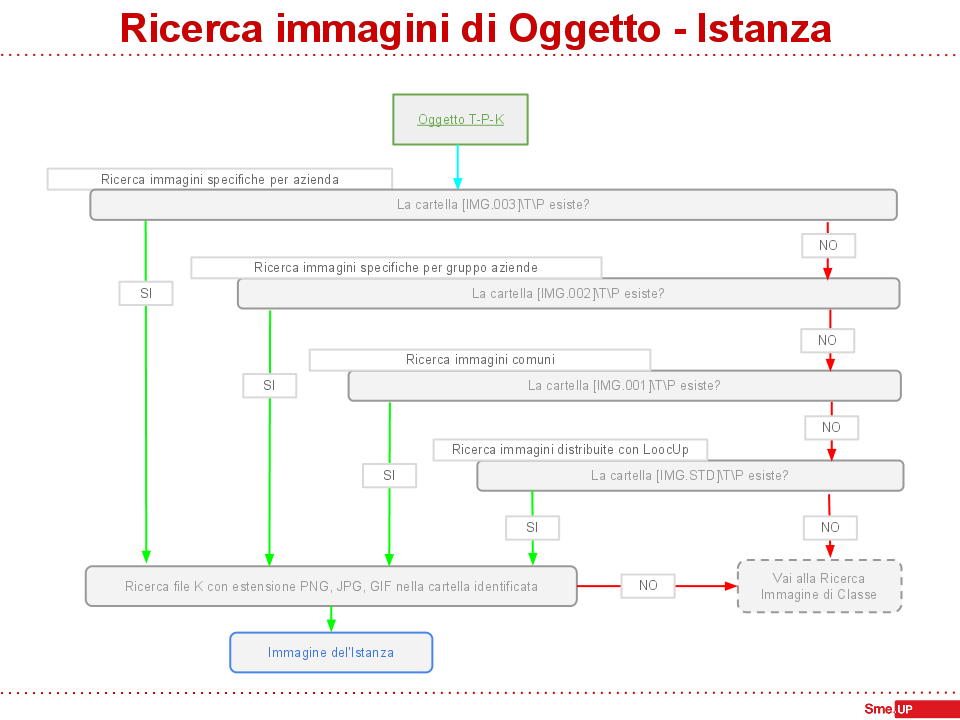 Ricerca immagini di Oggetto - Istanza
Oggetto T-P-K
Ricerca immagini specifiche per azienda
La cartella [IMG.003]\T\P esiste?
NO
Ricerca immagini specifiche per gruppo aziende
SI
La cartella [IMG.002]\T\P esiste?
NO
Ricerca immagini comuni
SI
La cartella [IMG.001]\T\P esiste?
NO
Ricerca immagini distribuite con LoocUp
SI
La cartella [IMG.STD]\T\P esiste?
SI
NO
Ricerca file K con estensione PNG, JPG, GIF nella cartella identificata
NO
Vai alla Ricerca
Immagine di Classe
Immagine del'Istanza
Sme.UP